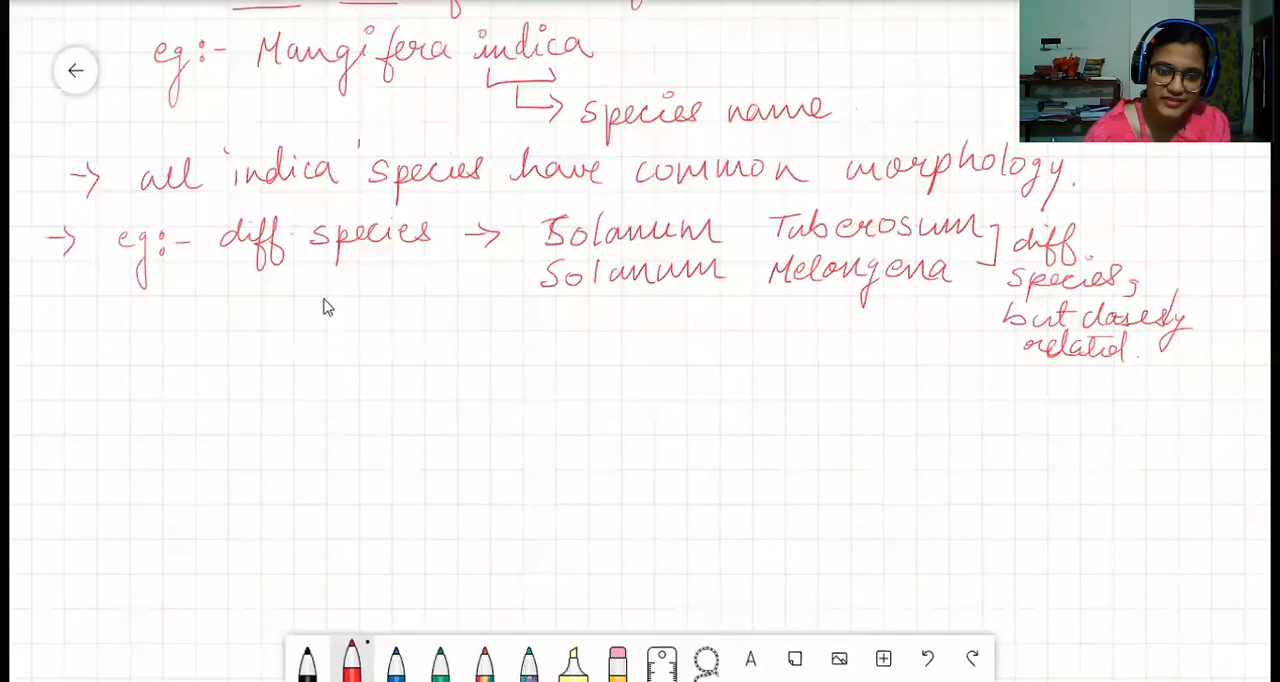 eg:- Mangifera indica
species name
→ all 'indica' species have common morphology.
→ eg:- diff species → Solanum Tuberosum
Solanum Melongena
diff.
species,
but closely
related.
A